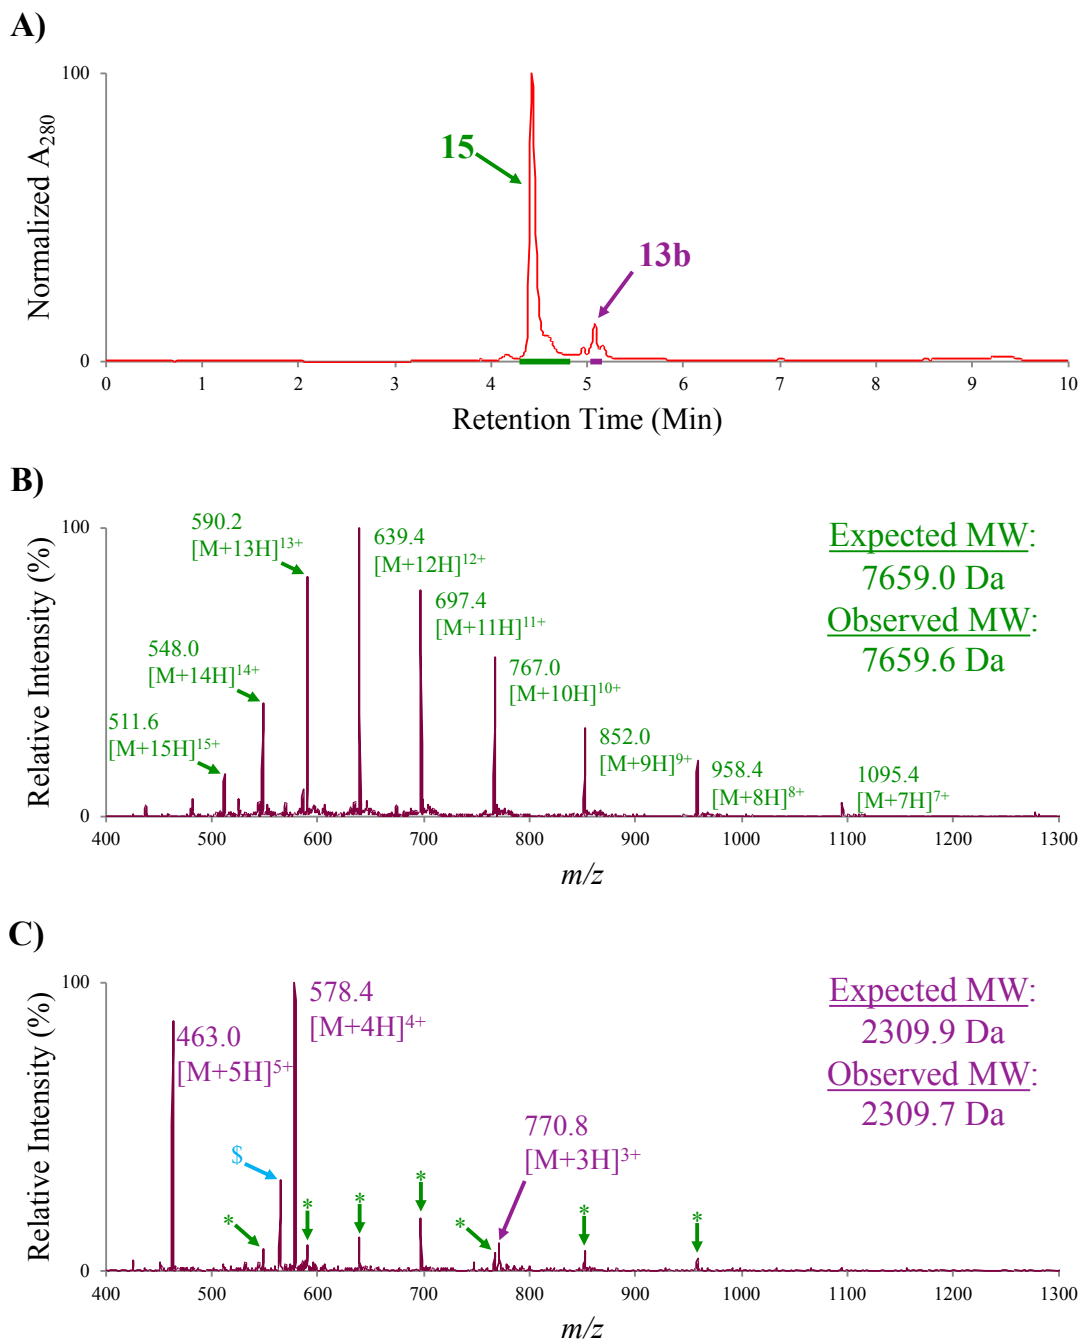 A)
Normalized A280
100
0
15
13b
0 1 2 3 4 5 6 7 8 9 10
Retention Time (Min)
B)
Relative Intensity (%)
100
0
590.2
[M+13H]13+
639.4
[M+12H]12+
697.4
[M+11H]11+
548.0
[M+14H]14+
767.0
[M+10H]10+
511.6
[M+15H]15+
852.0
[M+9H]9+
958.4
[M+8H]8+
1095.4
[M+7H]7+
Expected MW:
7659.0 Da
Observed MW:
7659.6 Da
400 500 600 700 800 900 1000 1100 1200 1300
m/z
C)
Relative Intensity (%)
100
0
463.0
[M+5H]5+
578.4
[M+4H]4+
770.8
[M+3H]3+
$
* * * * * * *
Expected MW:
2309.9 Da
Observed MW:
2309.7 Da
400 500 600 700 800 900 1000 1100 1200 1300
m/z